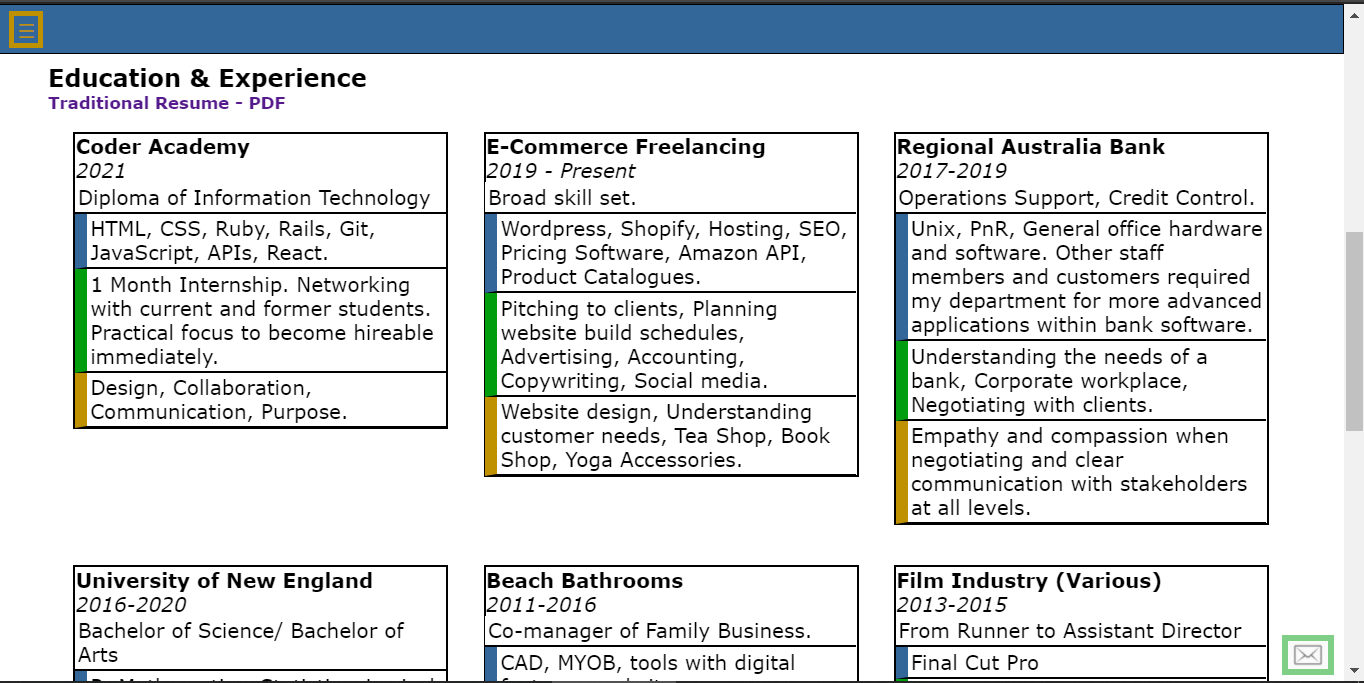 Education & Experience
Traditional Resume - PDF
Coder Academy
2021
Diploma of Information Technology
HTML, CSS, Ruby, Rails, Git,
JavaScript, APIs, React.
1 Month Internship. Networking
with current and former students.
Practical focus to become hireable
immediately.
Design, Collaboration,
Communication, Purpose.
E-Commerce Freelancing
2019 - Present
Broad skill set.
Wordpress, Shopify, Hosting, SEO,
Pricing Software, Amazon API,
Product Catalogues.
Pitching to clients, Planning
website build schedules,
Advertising, Accounting,
Copywriting, Social media.
Website design, Understanding
customer needs, Tea Shop, Book
Shop, Yoga Accessories.
Regional Australia Bank
2017-2019
Operations Support, Credit Control.
Unix, PnR, General office hardware
and software. Other staff
members and customers required
my department for more advanced
applications within bank software.
Understanding the needs of a
bank, Corporate workplace,
Negotiating with clients.
Empathy and compassion when
negotiating and clear
communication with stakeholders
at all levels.
University of New England
2016-2020
Bachelor of Science/ Bachelor of
Arts
Beach Bathrooms
2011-2016
Co-manager of Family Business.
CAD, MYOB, tools with digital
Film Industry (Various)
2013-2015
From Runner to Assistant Director
Final Cut Pro